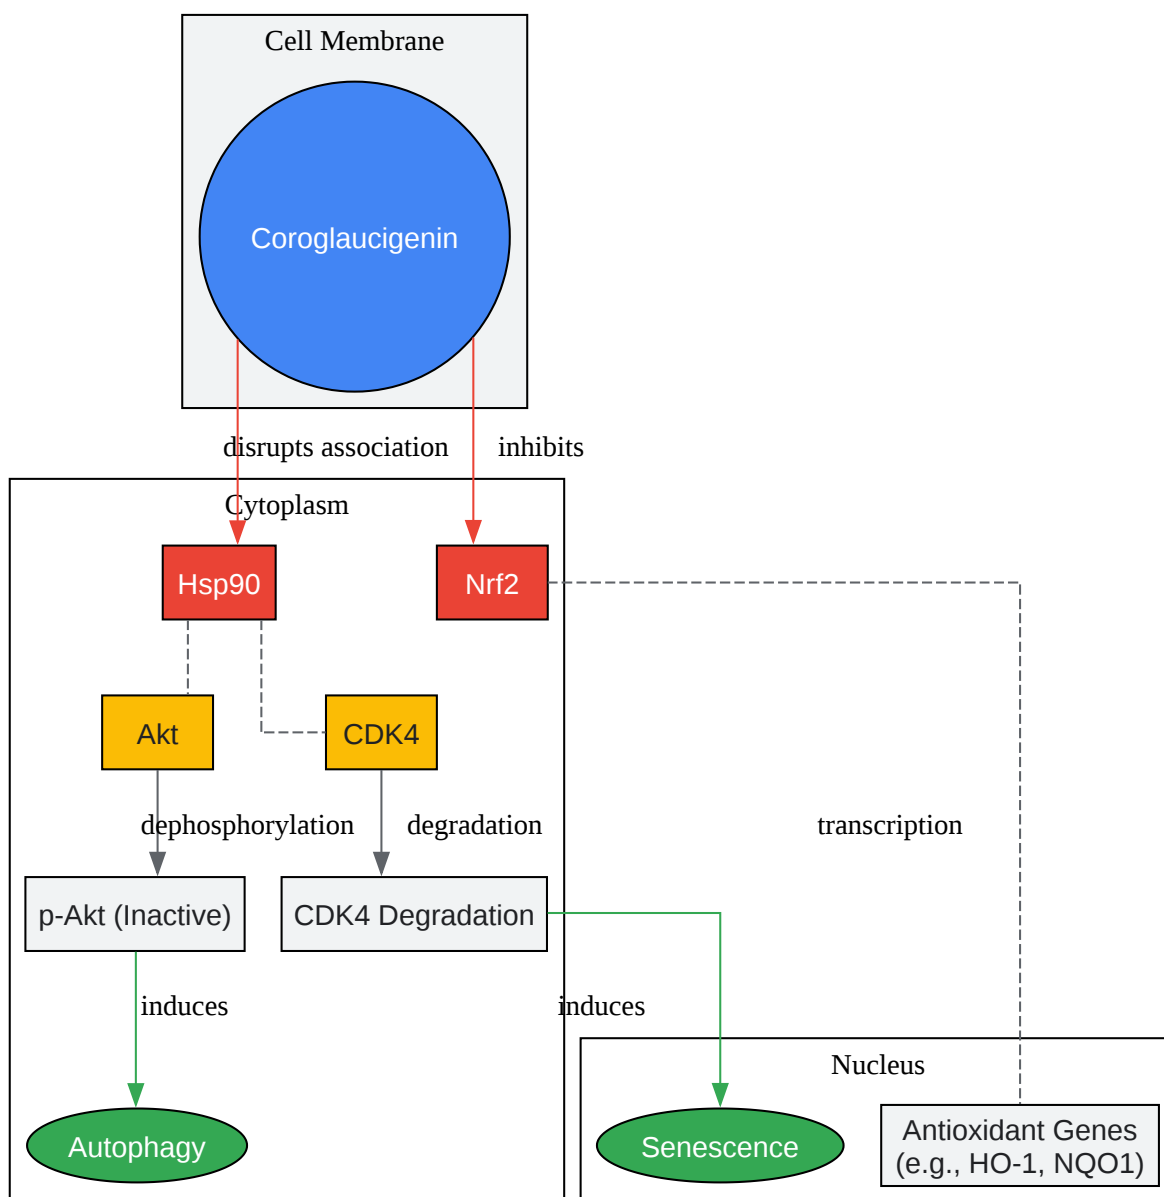 Cell Membrane
Coroglaucigenin
disrupts association
inhibits
Cytoplasm
Hsp90
Nrf2
Akt
CDK4
dephosphorylation
degradation
transcription
p-Akt (Inactive)
CDK4 Degradation
induces
induces
Nucleus
Autophagy
Senescence
Antioxidant Genes
(e.g., HO-1, NQO1)